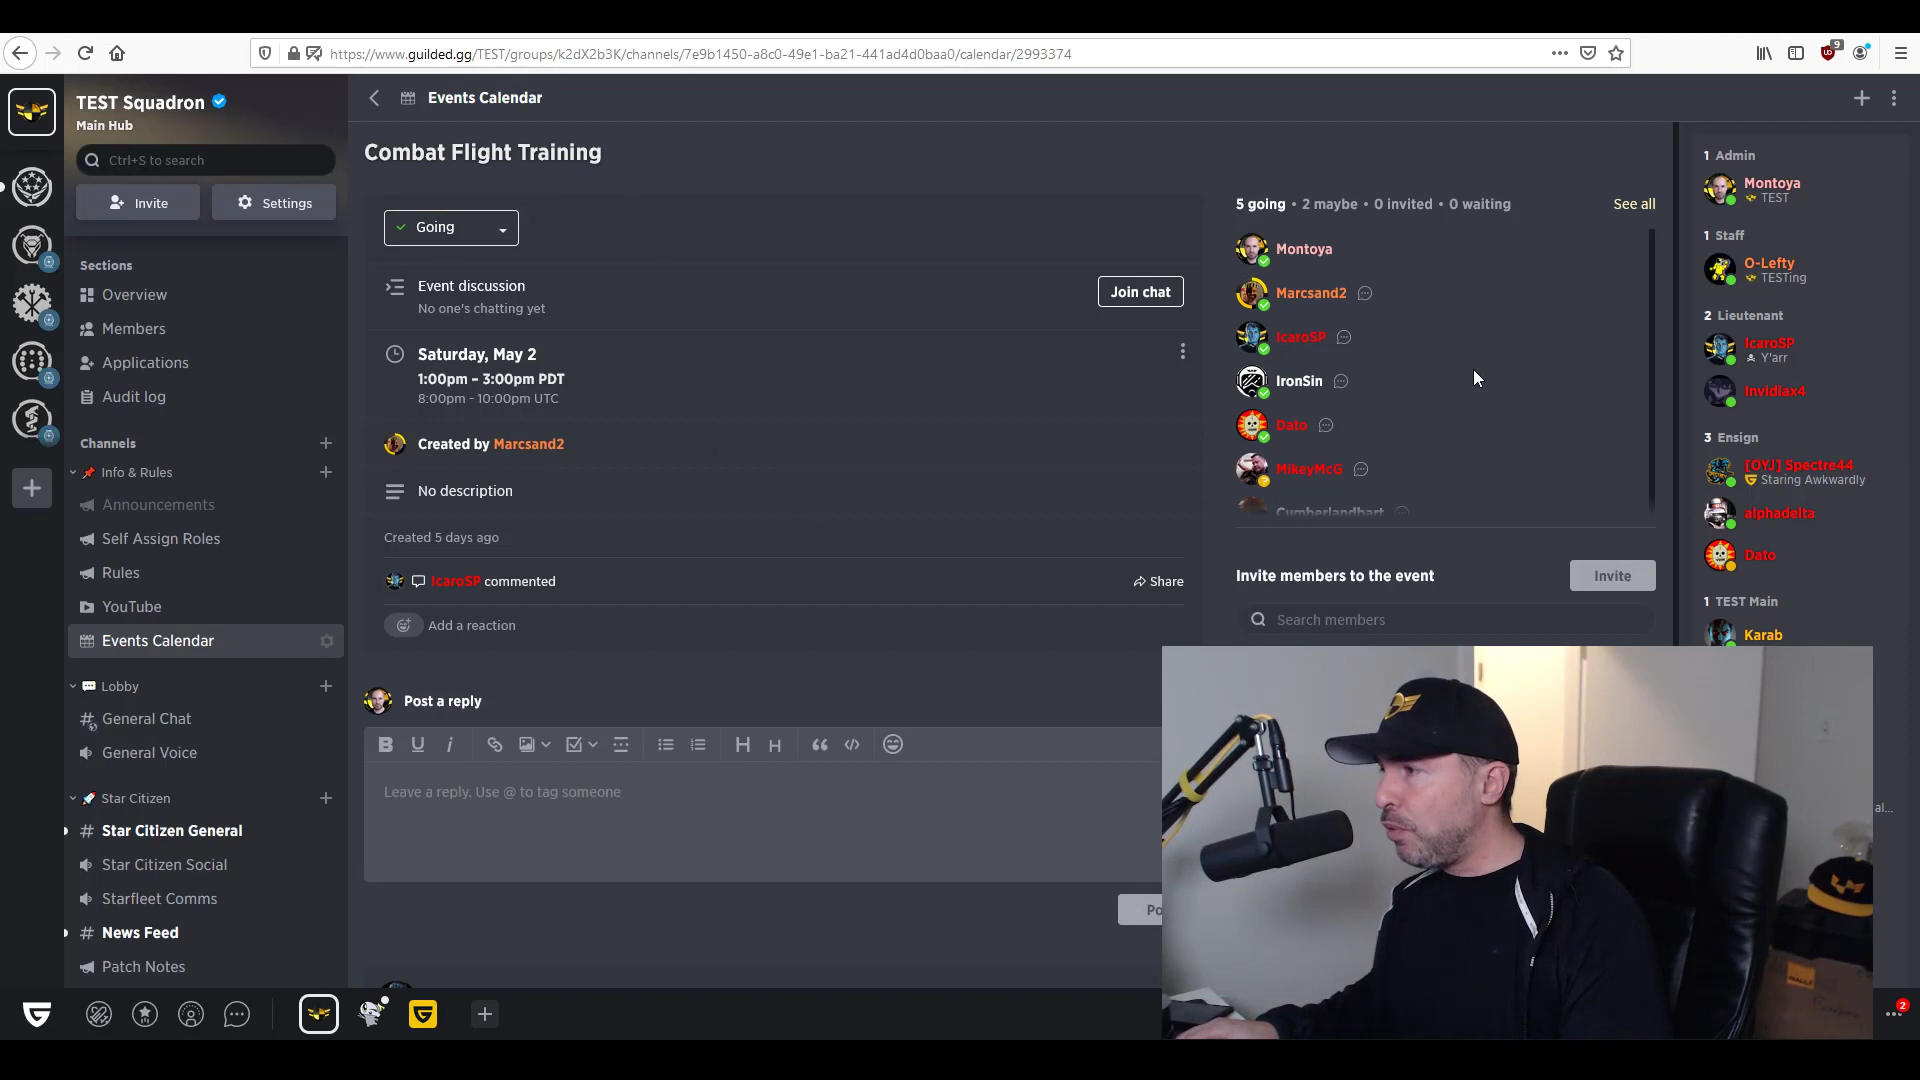 https://www.guilded.gg/TEST/groups/k2dX2b3K/channels/7e9b1450-a8c0-49e1-ba21-441ad4d0baa0/calendar/2993374
9
TEST Squadron
Main Hub
Ctrl+S to search
Invite
Settings
Sections
Overview
Members
Applications
Audit log
Channels
Info & Rules
Announcements
Self Assign Roles
Rules
YouTube
Events Calendar
Lobby
General Chat
General Voice
Star Citizen
Star Citizen General
Star Citizen Social
Starfleet Comms
News Feed
Patch Notes
Events Calendar
Combat Flight Training
Going
Event discussion
No one's chatting yet
Join chat
Saturday, May 2
1:00pm – 3:00pm PDT
8:00pm - 10:00pm UTC
Created by Marcsand2
No description
Created 5 days ago
IcaroSP commented
Share
Add a reaction
Post a reply
B U i H H
Leave a reply. Use @ to tag someone
Po
5 going • 2 maybe • 0 invited • 0 waiting
See all
Montoya
Marcsand2
IcaroSP
IronSin
Dato
MikeyMcG
Cumberlandbart
Invite members to the event
Invite
Search members
1 Admin
Montoya
TEST
1 Staff
O-Lefty
TESTing
2 Lieutenant
IcaroSP
Y'arr
Invidiax4
3 Ensign
[OYJ] Spectre44
Staring Awkwardly
alphadelta
Dato
1 TEST Main
Karab
al...
2